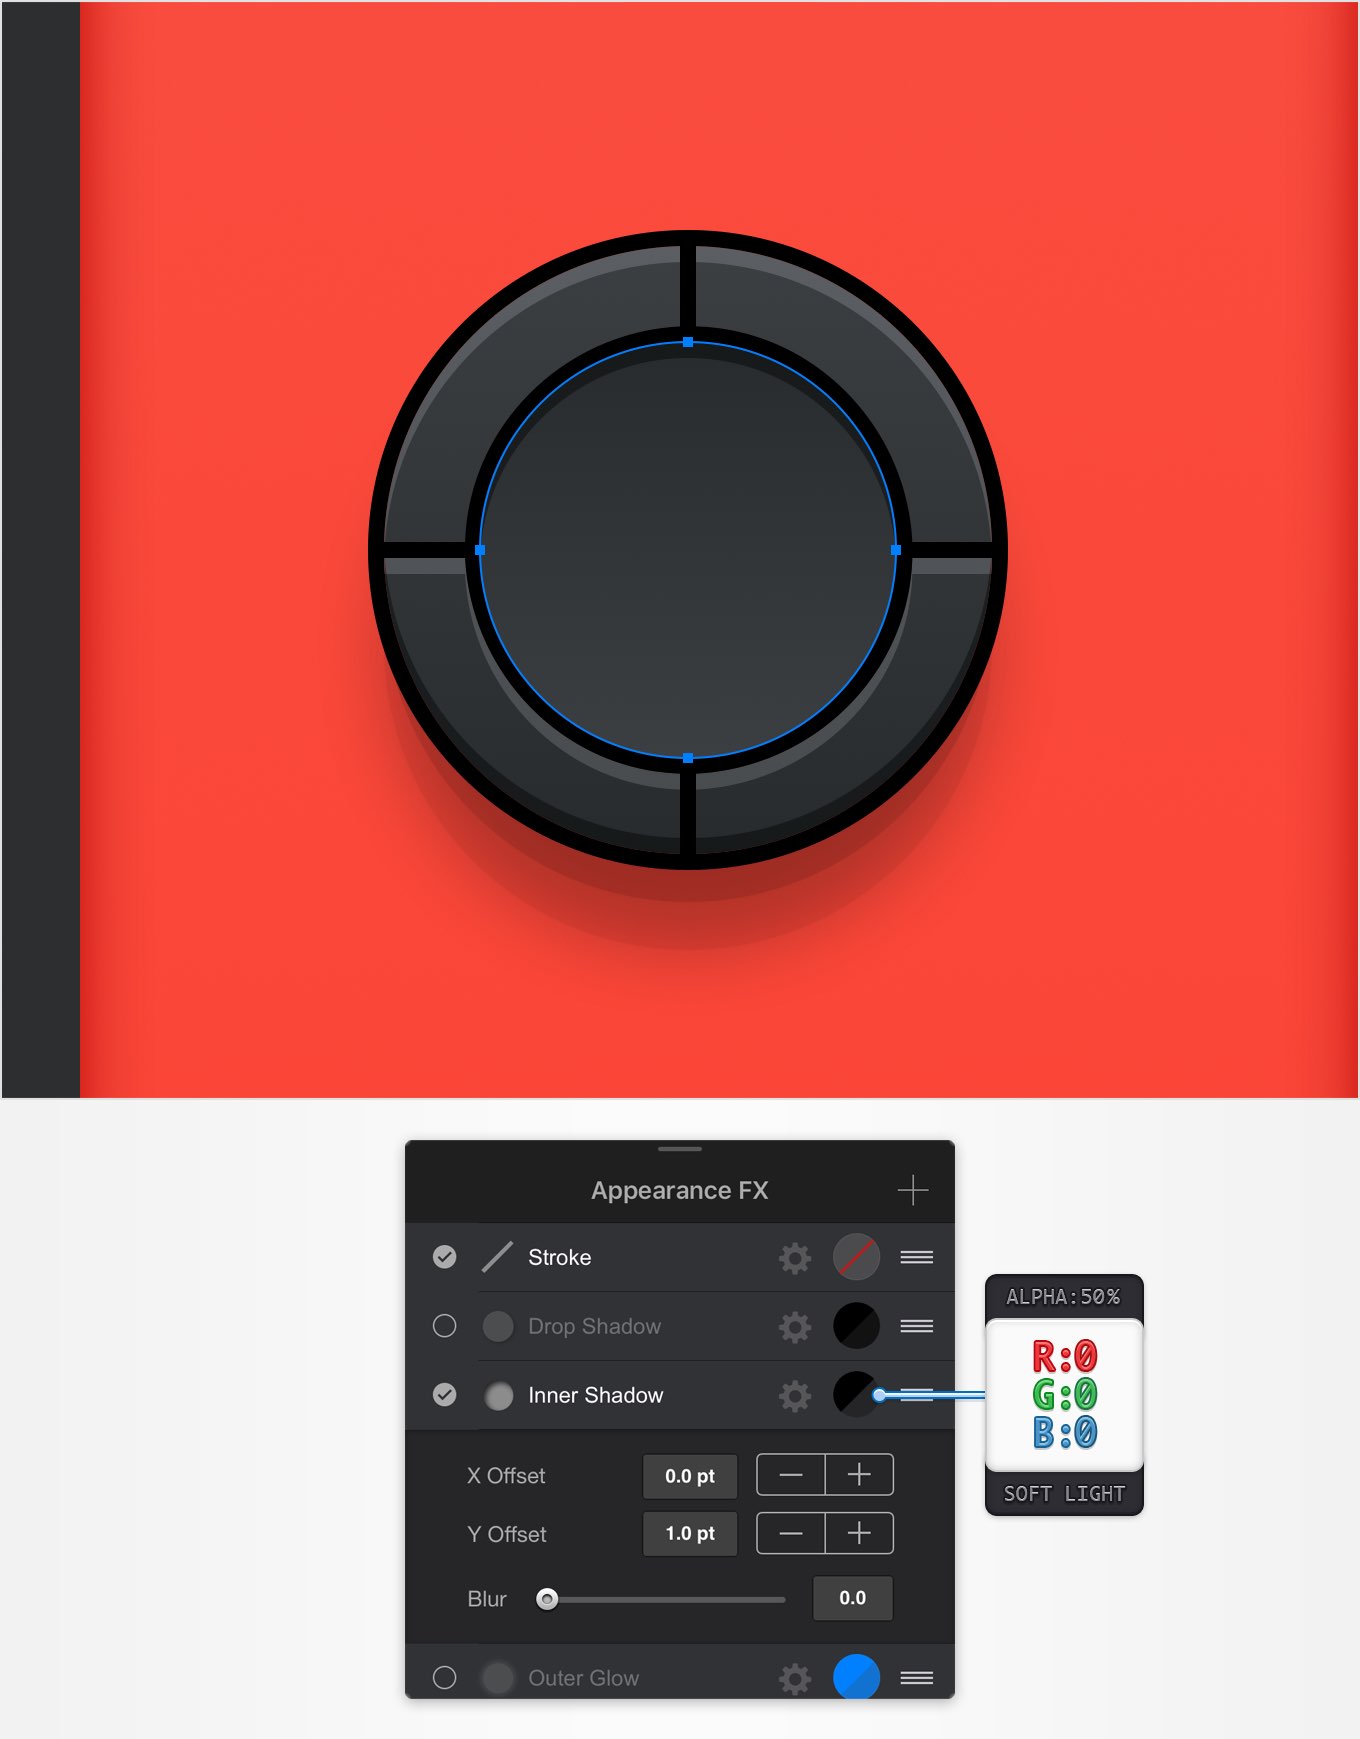 Appearance FX
Stroke
Drop Shadow
Inner Shadow
X Offset 0.0 pt
Y Offset 1.0 pt
Blur 0.0
Outer Glow
ALPHA:50%
R:0
G:0
B:0
SOFT LIGHT